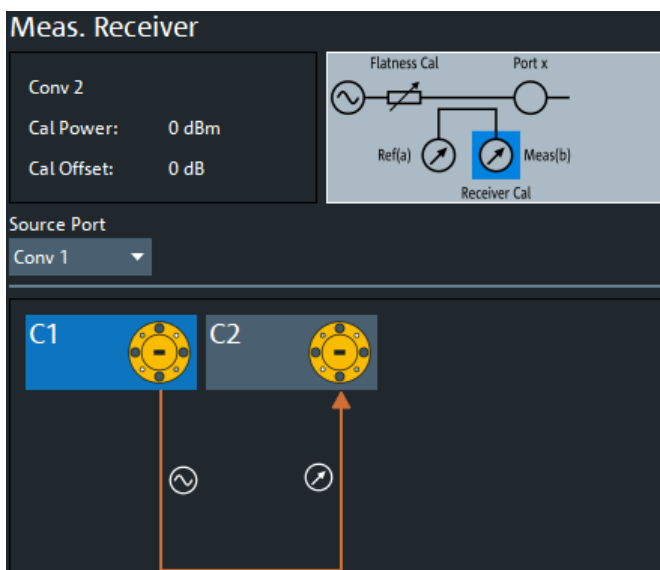 Meas. Receiver
Conv 2
Cal Power: 0 dBm
Cal Offset: 0 dB
Flatness Cal Port x
Ref(a) Meas(b)
Receiver Cal
Source Port
Conv 1
C1 C2